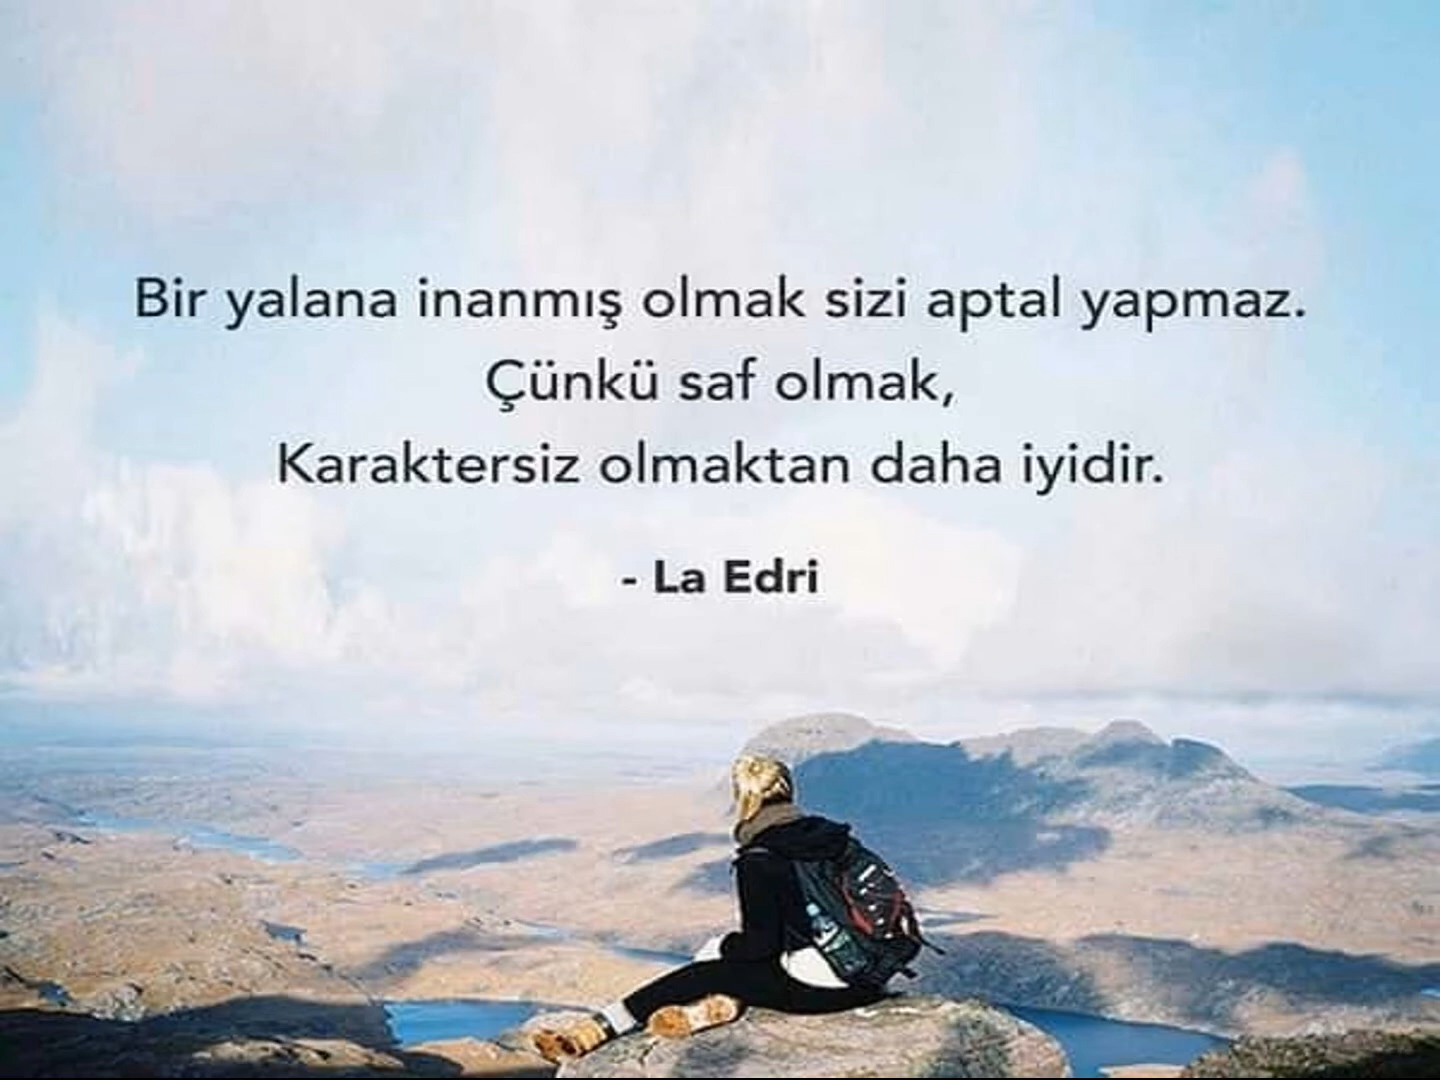 Bir yalana inanmış olmak sizi aptal yapmaz.
Çünkü saf olmak,
Karaktersiz olmaktan daha iyidir.
- La Edri